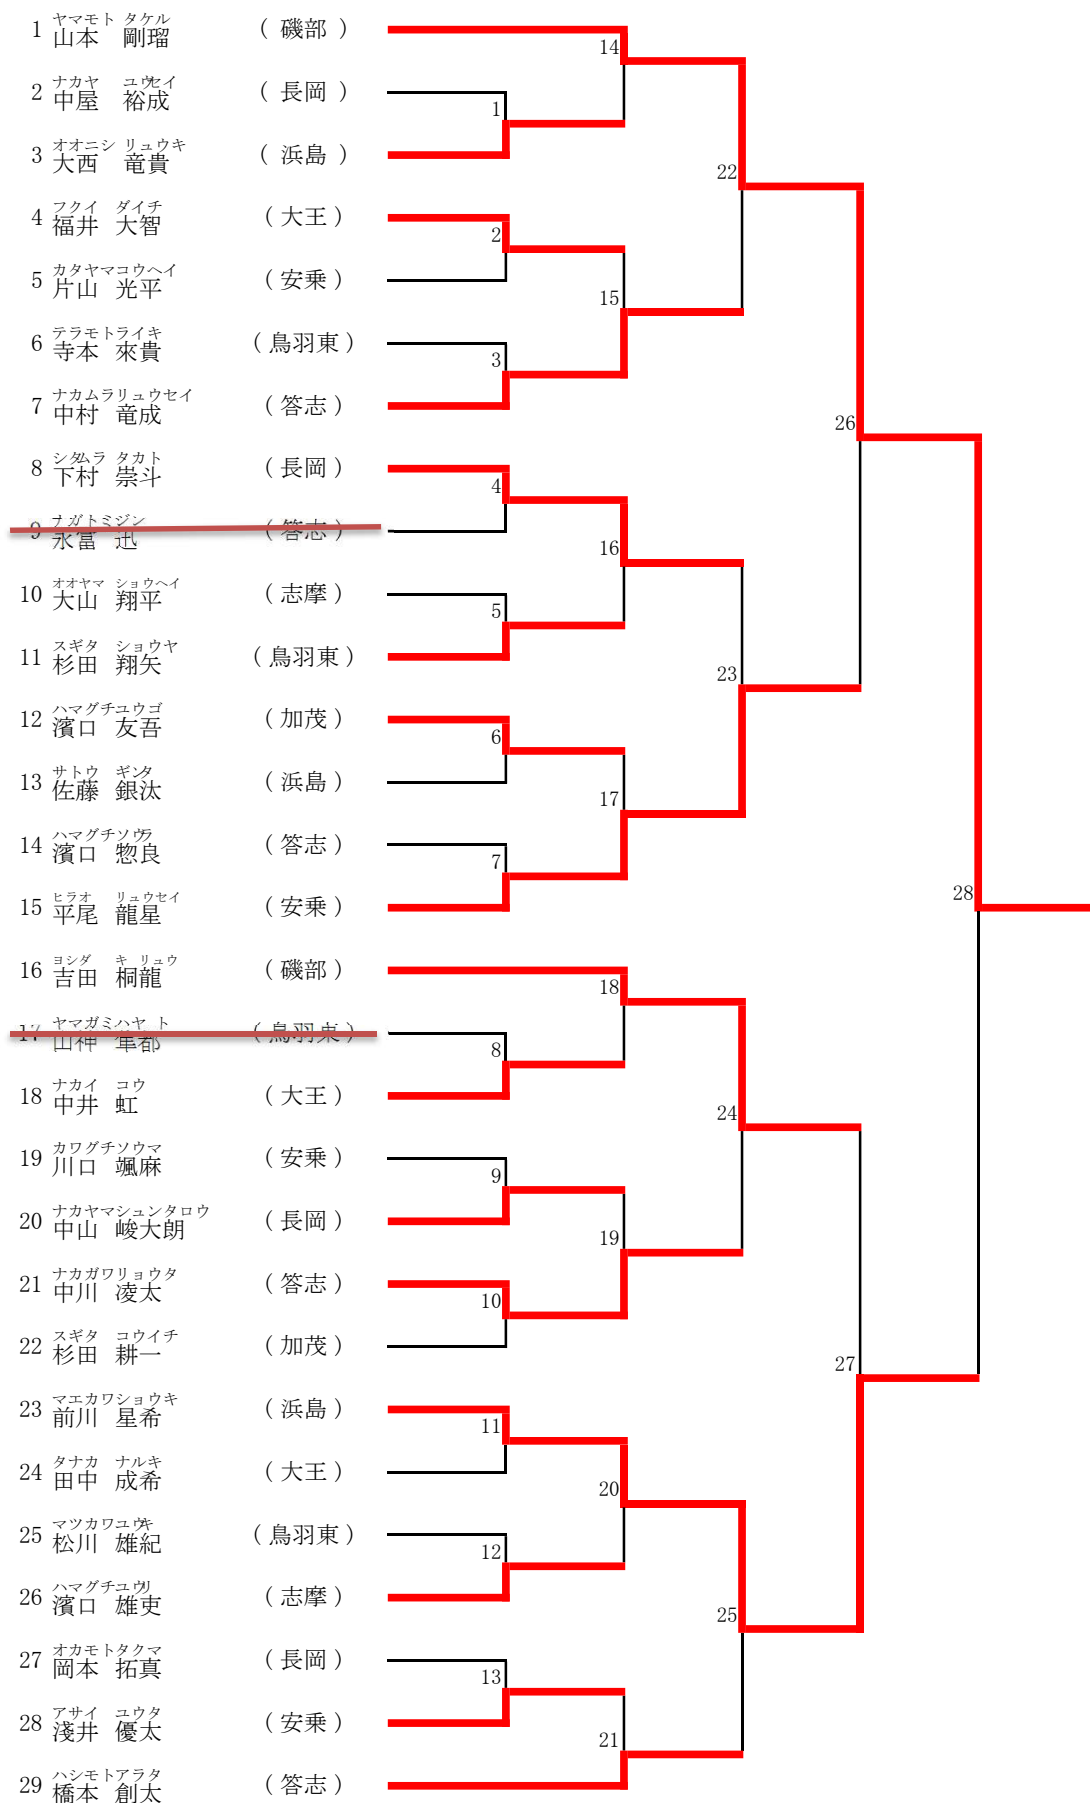 ヤマモト タケル
1 山本 剛瑠 （ 磯部 ）
14
ナカヤ ユウセイ
2 中屋 裕成 （ 長岡 ）
1
オオニシ リュウキ
3 大西 竜貴 （ 浜島 ）
22
フクイ ダイチ
4 福井 大智 （ 大王 ）
2
カタヤマコウヘイ
5 片山 光平 （ 安乗 ）
15
テラモトライキ
6 寺本 來貴 （ 鳥羽東 ）
3
ナカムラリュウセイ
7 中村 竜成 （ 答志 ）
26
シタムラ タカト
8 下村 崇斗 （ 長岡 ）
4
ナガトミジン
9 永富 迅 （ 答志 ）
16
オオヤマ ショウヘイ
10 大山 翔平 （ 志摩 ）
5
スギタ ショウヤ
11 杉田 翔矢 （ 鳥羽東 ）
23
ハマグチユウゴ
12 濱口 友吾 （ 加茂 ）
6
サトウ ギンタ
13 佐藤 銀汰 （ 浜島 ）
17
ハマグチソウラ
14 濱口 惣良 （ 答志 ）
7
ヒラオ リュウセイ
15 平尾 龍星 （ 安乗 ）
28
ヨシダ キ リュウ
16 吉田 桐龍 （ 磯部 ）
18
ヤマガミハヤ ト
17 山神 隼都 （ 鳥羽東 ）
8
ナカイ コウ
18 中井 虹 （ 大王 ）
24
カワグチソウマ
19 川口 颯麻 （ 安乗 ）
9
ナカヤマシュンタロウ
20 中山 峻大朗 （ 長岡 ）
19
ナカガワリョウタ
21 中川 凌太 （ 答志 ）
10
スギタ コウイチ
22 杉田 耕一 （ 加茂 ）
27
マエカワショウキ
23 前川 星希 （ 浜島 ）
11
タナカ ナルキ
24 田中 成希 （ 大王 ）
20
マツカワユウキ
25 松川 雄紀 （ 鳥羽東 ）
12
ハマグチユウリ
26 濱口 雄吏 （ 志摩 ）
25
オカモトタクマ
27 岡本 拓真 （ 長岡 ）
13
アサイ ユウタ
28 淺井 優太 （ 安乗 ）
21
ハシモトアラタ
29 橋本 創太 （ 答志 ）